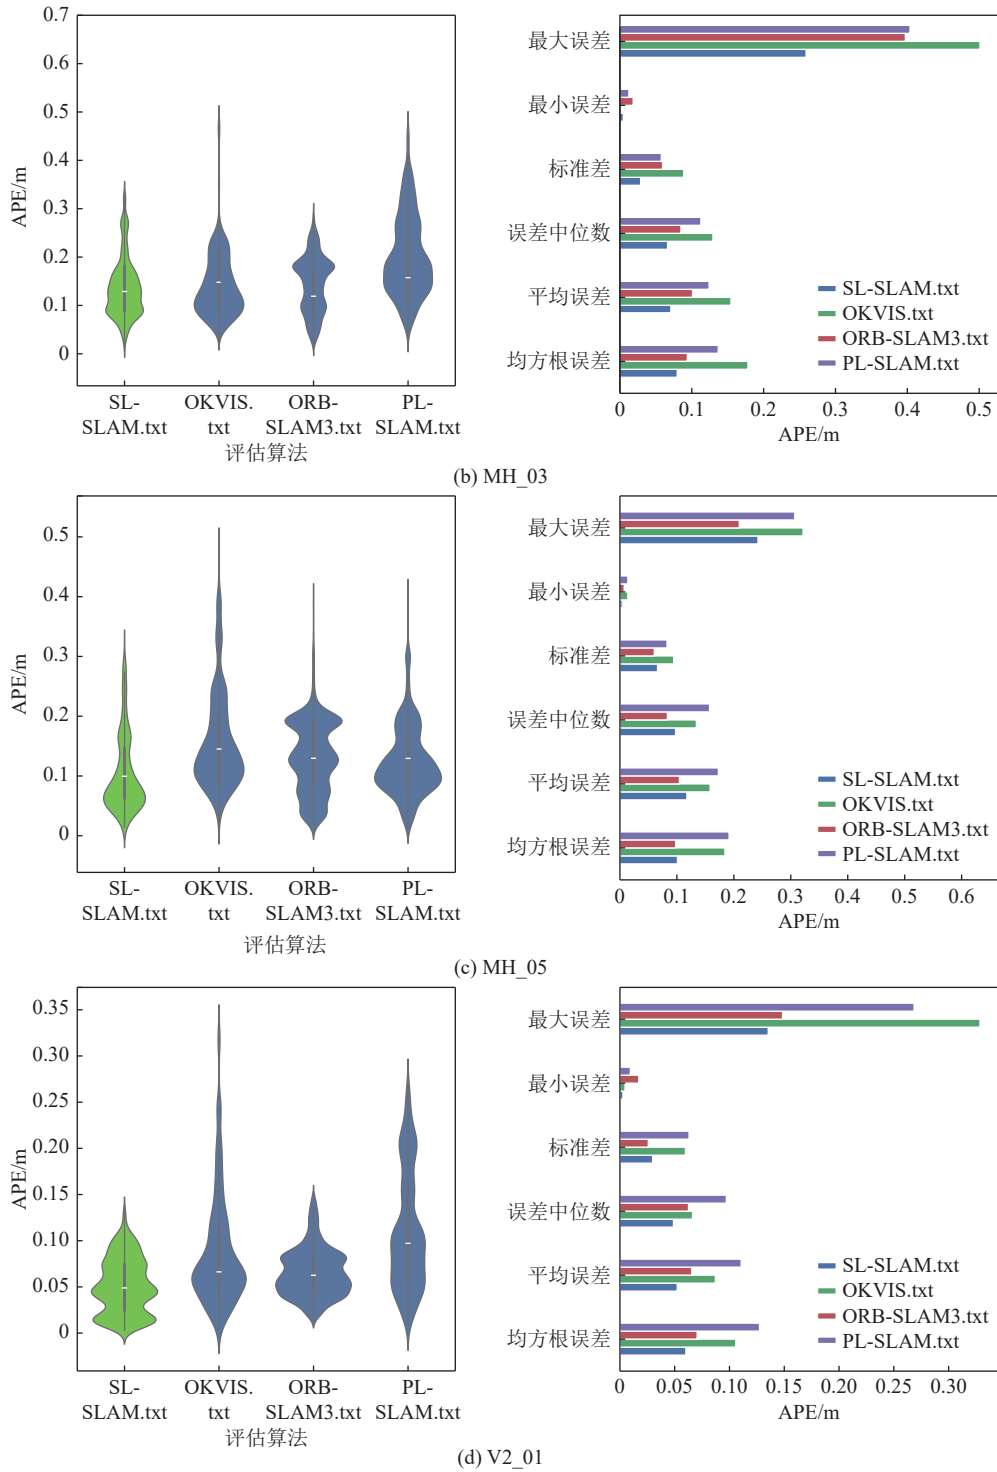 0.7
0.6
0.5
0.4
0.3
0.2
0.1
0
APE/m
SL-
SLAM.txt
OKVIS.
txt
ORB-
SLAM3.txt
PL-
SLAM.txt
评估算法
最大误差
最小误差
标准差
误差中位数
平均误差
均方根误差
SL-SLAM.txt
OKVIS.txt
ORB-SLAM3.txt
PL-SLAM.txt
0 0.1 0.2 0.3 0.4 0.5
APE/m
(b) MH_03
0.5
0.4
0.3
0.2
0.1
0
APE/m
SL-
SLAM.txt
OKVIS.
txt
ORB-
SLAM3.txt
PL-
SLAM.txt
评估算法
最大误差
最小误差
标准差
误差中位数
平均误差
均方根误差
SL-SLAM.txt
OKVIS.txt
ORB-SLAM3.txt
PL-SLAM.txt
0 0.1 0.2 0.3 0.4 0.5 0.6
APE/m
(c) MH_05
0.35
0.30
0.25
0.20
0.15
0.10
0.05
0
APE/m
SL-
SLAM.txt
OKVIS.
txt
ORB-
SLAM3.txt
PL-
SLAM.txt
评估算法
最大误差
最小误差
标准差
误差中位数
平均误差
均方根误差
SL-SLAM.txt
OKVIS.txt
ORB-SLAM3.txt
PL-SLAM.txt
0 0.05 0.10 0.15 0.20 0.25 0.30
APE/m
(d) V2_01